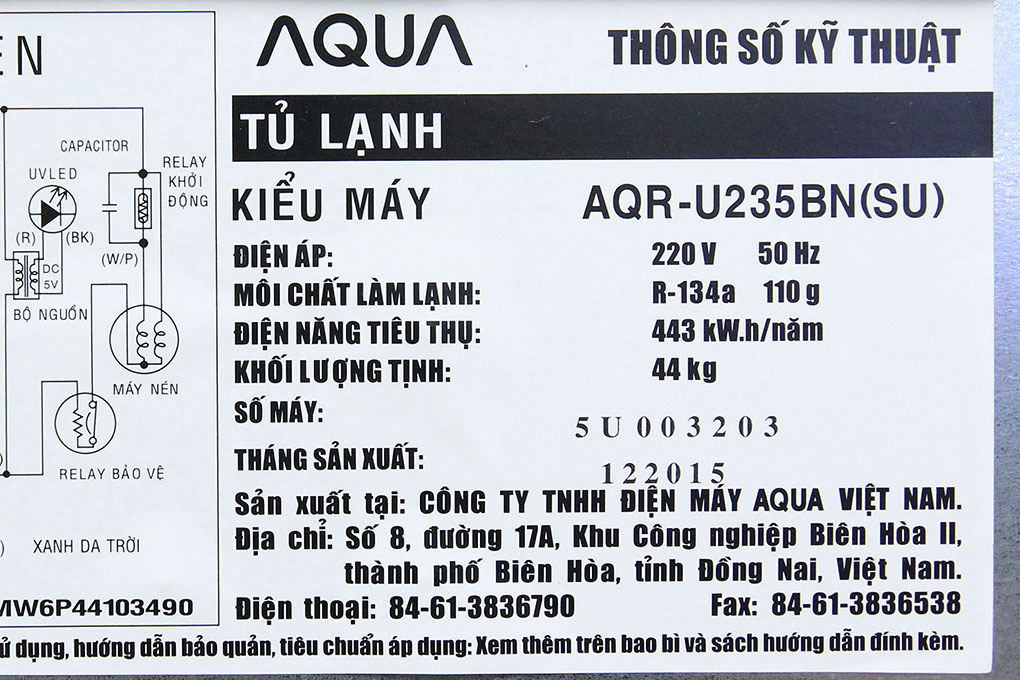 AQUA
THÔNG SỐ KỸ THUẬT
TỦ LẠNH
KIỂU MÁY AQR-U235BN(SU)
ĐIỆN ÁP: 220 V 50 Hz
MÔI CHẤT LÀM LẠNH: R-134a 110 g
ĐIỆN NĂNG TIÊU THỤ: 443 kW.h/năm
KHỐI LƯỢNG TỊNH: 44 kg
SỐ MÁY: 5U003203
THÁNG SẢN XUẤT: 122015
Sản xuất tại: CÔNG TY TNHH ĐIỆN MÁY AQUA VIỆT NAM.
Địa chỉ: Số 8, đường 17A, Khu Công nghiệp Biên Hòa II,
thành phố Biên Hòa, tỉnh Đồng Nai, Việt Nam.
Điện thoại: 84-61-3836790 Fax: 84-61-3836538
dụng, hướng dẫn bảo quản, tiêu chuẩn áp dụng: Xem thêm trên bao bì và sách hướng dẫn đính kèm.
CAPACITOR
UVLED
RELAY
KHỞI
ĐỘNG
(R) (BK)
(W/P)
DC
5V
BỘ NGUỒN
MÁY NÉN
RELAY BẢO VỆ
XANH DA TRỜI
MW6P44103490